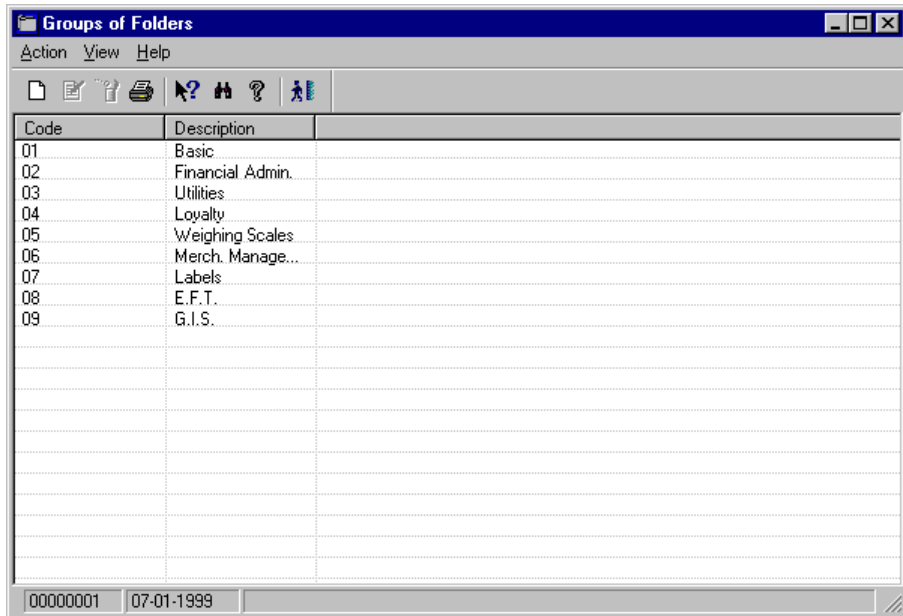 Groups of Folders
Action View Help
Code Description
01 Basic
02 Financial Admin.
03 Utilities
04 Loyalty
05 Weighing Scales
06 Merch. Manage...
07 Labels
08 E.F.T.
09 G.I.S.
00000001 07-01-1999